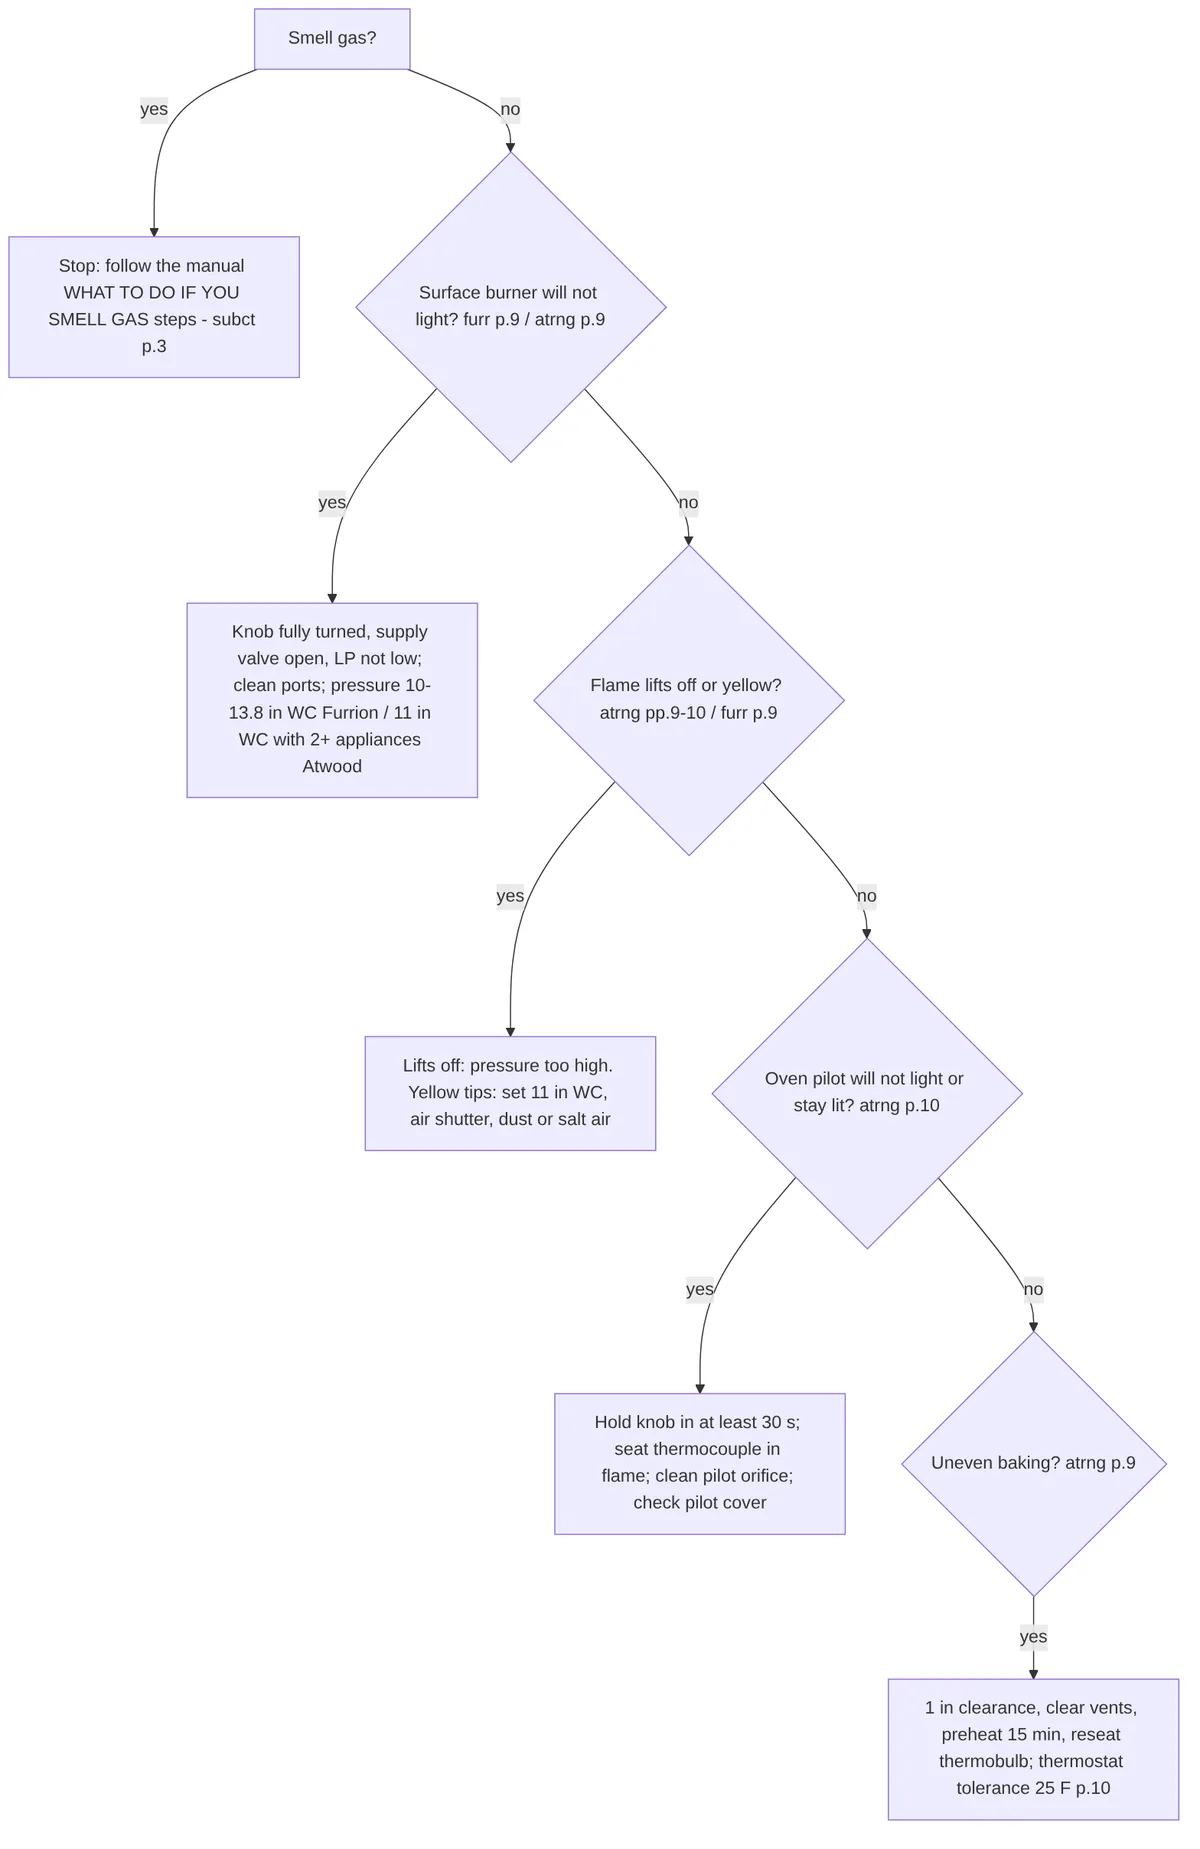 Smell gas?
yes
no
Stop: follow the manual
WHAT TO DO IF YOU
SMELL GAS steps - subct
p.3
Surface burner will not
light? furr p.9 / atrng p.9
yes
no
Knob fully turned, supply
valve open, LP not low;
clean ports; pressure 10-
13.8 in WC Furrion / 11 in
WC with 2+ appliances
Atwood
Flame lifts off or yellow?
atrng pp.9-10 / furr p.9
yes
no
Lifts off: pressure too high.
Yellow tips: set 11 in WC,
air shutter, dust or salt air
Oven pilot will not light or
stay lit? atrng p.10
yes
no
Hold knob in at least 30 s;
seat thermocouple in
flame; clean pilot orifice;
check pilot cover
Uneven baking? atrng p.9
yes
1 in clearance, clear vents,
preheat 15 min, reseat
thermobulb; thermostat
tolerance 25 F p.10